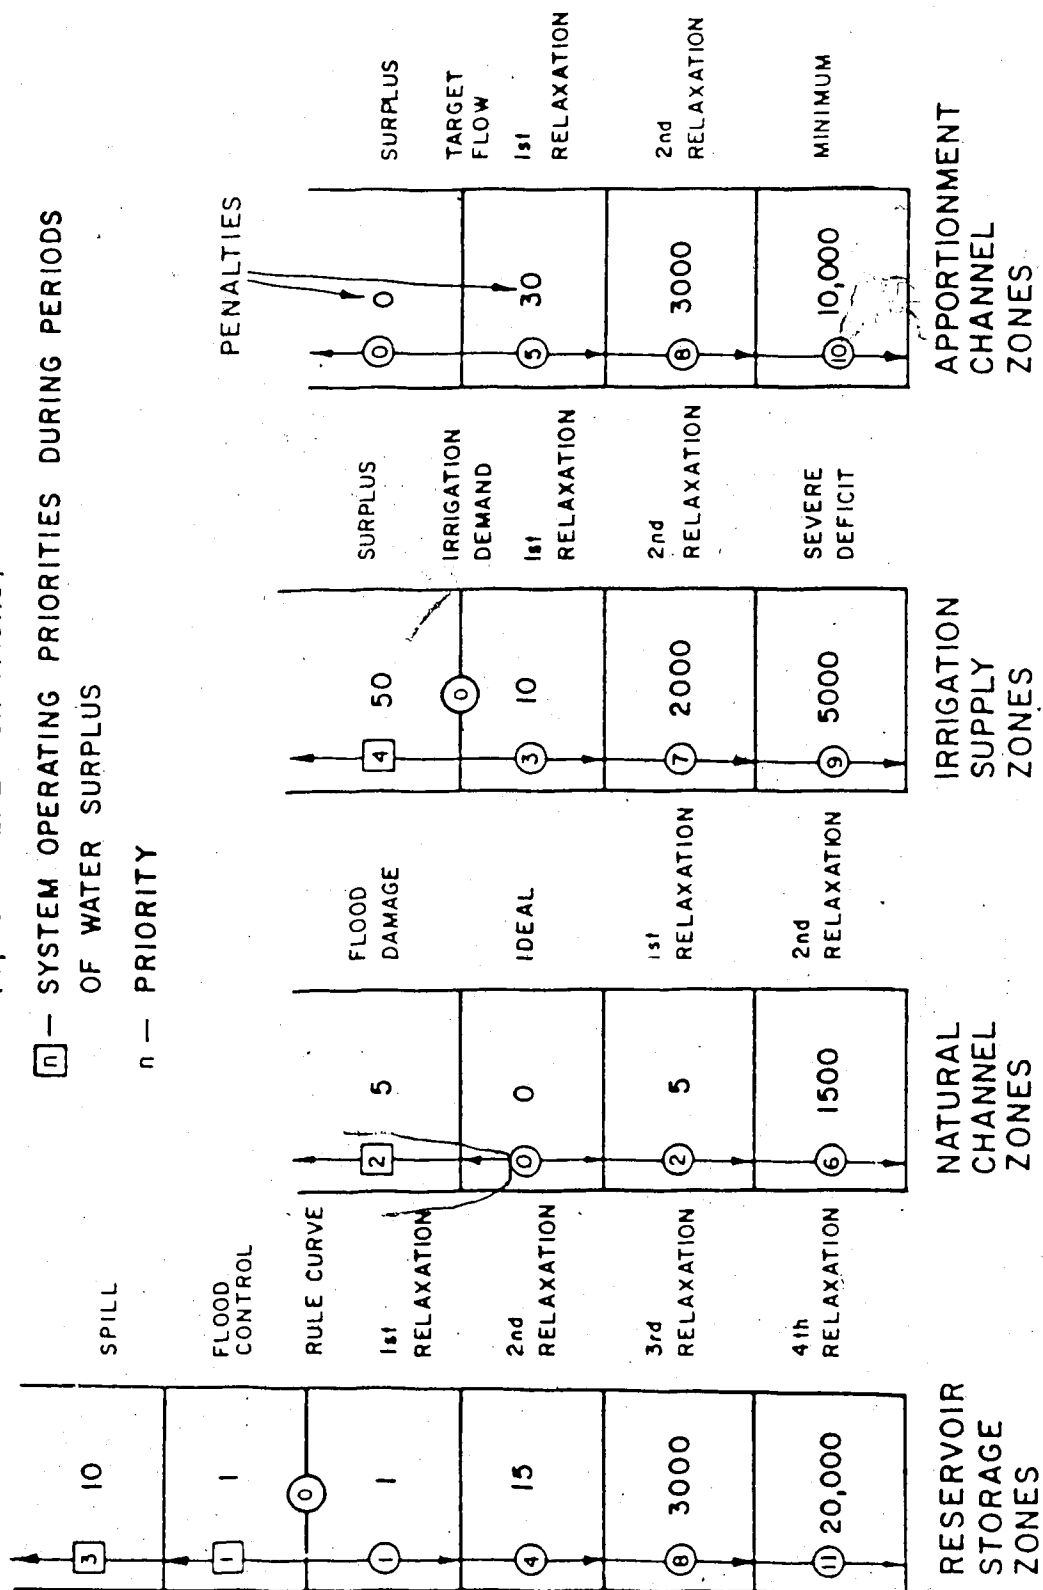 n — SYSTEM OPERATING PRIORITIES DURING PERIODS
OF WATER SURPLUS
n — PRIORITY
PENALTIES
SPILL
3 10
FLOOD
CONTROL
1 1
RULE CURVE
0
1st
RELAXATION
1 1
2nd
RELAXATION
4 15
3rd
RELAXATION
8 3000
4th
RELAXATION
11 20,000
RESERVOIR
STORAGE
ZONES
FLOOD
DAMAGE
2 5
IDEAL
0 0
1st
RELAXATION
2 5
2nd
RELAXATION
6 1500
NATURAL
CHANNEL
ZONES
SURPLUS
4 50
IRRIGATION
DEMAND
0
1st
RELAXATION
3 10
2nd
RELAXATION
7 2000
SEVERE
DEFICIT
9 5000
IRRIGATION
SUPPLY
ZONES
SURPLUS
0 0
TARGET
FLOW
1st
RELAXATION
5 30
2nd
RELAXATION
8 3000
MINIMUM
10 10,000
APPORTIONMENT
CHANNEL
ZONES